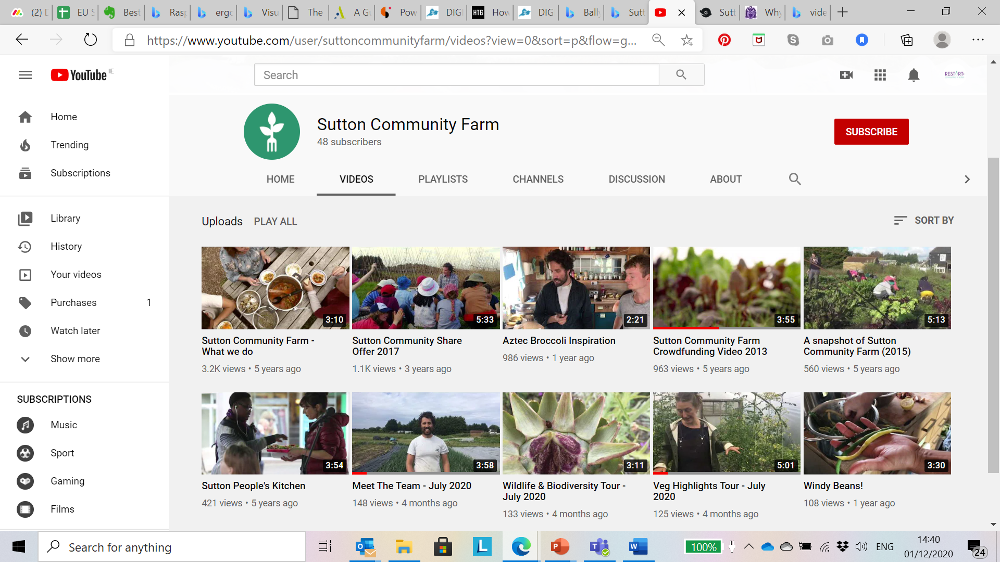 (2) D
EU S
Best
Rasp
ergo
Visu
The
A Gu
Pow
DIGI
HTG
How
DIG
Bally
Sutt
Sutt
Why
vide
https://www.youtube.com/user/suttoncommunityfarm/videos?view=0&sort=p&flow=g...
YouTube IE
Search
REST^RT+
Home
Trending
Subscriptions
Library
History
Your videos
Purchases 1
Watch later
Show more
SUBSCRIPTIONS
Music
Sport
Gaming
Films
Sutton Community Farm
48 subscribers
SUBSCRIBE
HOME VIDEOS PLAYLISTS CHANNELS DISCUSSION ABOUT
Uploads PLAY ALL SORT BY
3:10
Sutton Community Farm -
What we do
3.2K views • 5 years ago
5:33
Sutton Community Share
Offer 2017
1.1K views • 3 years ago
2:21
Aztec Broccoli Inspiration
986 views • 1 year ago
3:55
Sutton Community Farm
Crowdfunding Video 2013
963 views • 5 years ago
5:13
A snapshot of Sutton
Community Farm (2015)
560 views • 5 years ago
3:54
Sutton People's Kitchen
421 views • 5 years ago
3:58
Meet The Team - July 2020
148 views • 4 months ago
3:11
Wildlife & Biodiversity Tour -
July 2020
133 views • 4 months ago
5:01
Veg Highlights Tour - July
2020
125 views • 4 months ago
3:30
Windy Beans!
108 views • 1 year ago
Search for anything
100%
ENG
14:40
01/12/2020
24